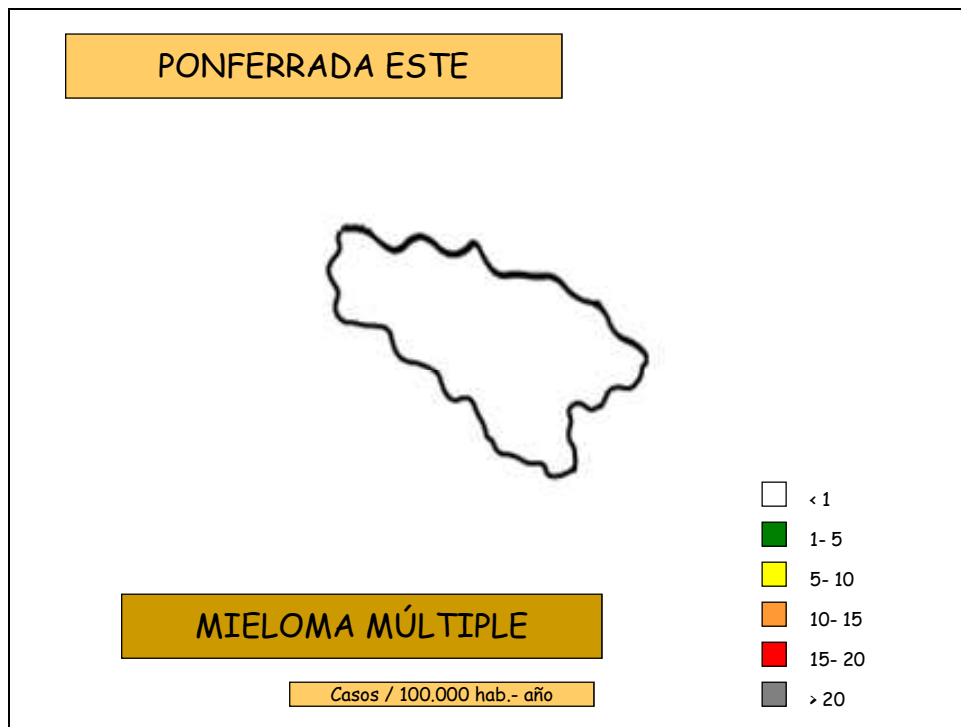 PONFERRADA ESTE
< 1
1- 5
5- 10
10- 15
15- 20
> 20
MIELOMA MÚLTIPLE
Casos / 100.000 hab.- año